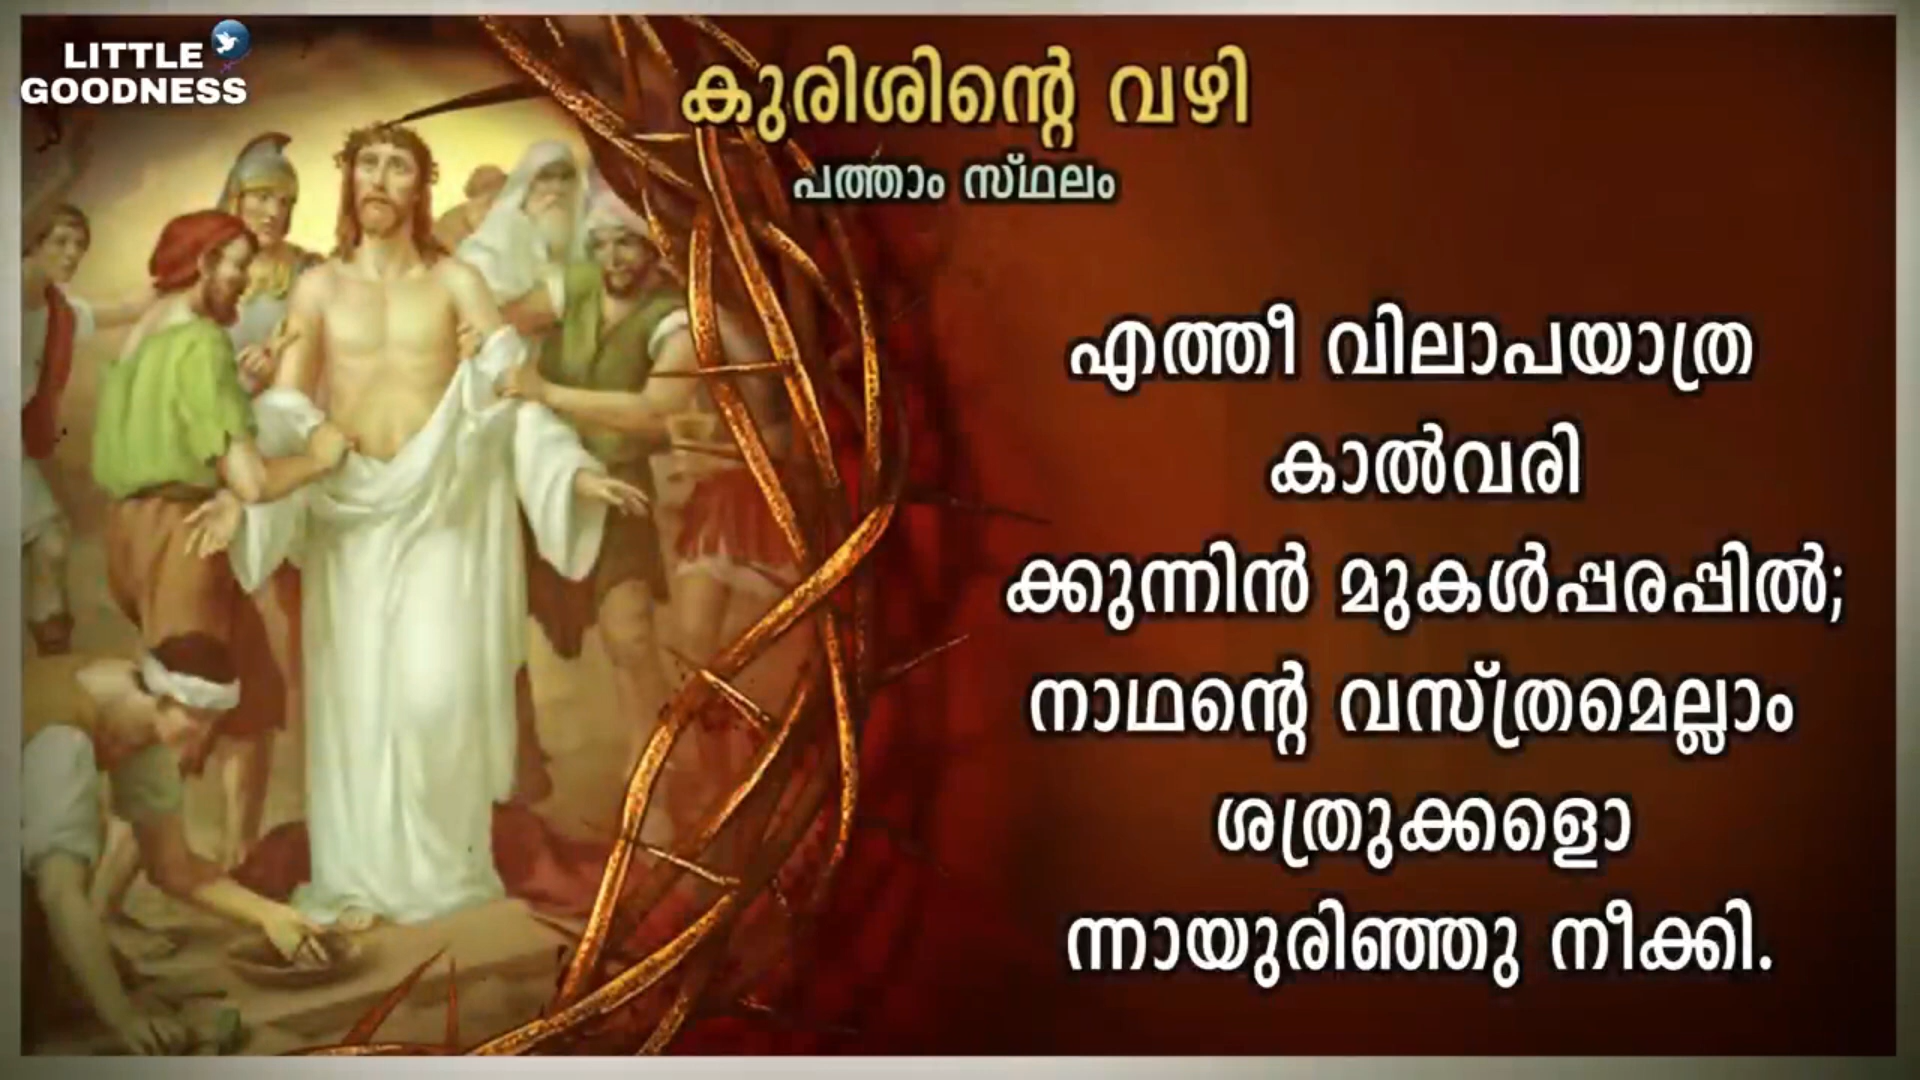 LITTLE
GOODNESS
കുരിശിന്റെ വഴി
പത്താം സ്ഥലം
എത്തീ വിലാപയാത്ര
കാൽവരി
ക്കുന്നിൻ മുകൾപ്പരപ്പിൽ;
നാഥന്റെ വസ്ത്രമെല്ലാം
ശത്രുക്കളൊ
ന്നായുരിഞ്ഞു നീക്കി.